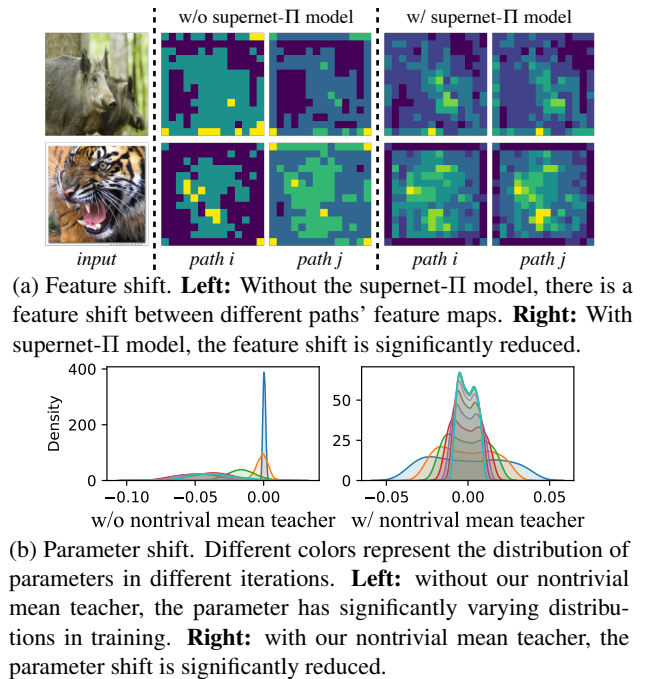 w/o supernet-Π model
w/ supernet-Π model
input
path i
path j
path i
path j
(a) Feature shift. Left: Without the supernet-Π model, there is a
feature shift between different paths' feature maps. Right: With
supernet-Π model, the feature shift is significantly reduced.
Density
400
200
0
−0.10
−0.05
0.00
w/o nontrival mean teacher
50
25
0
−0.05
0.00
0.05
w/ nontrival mean teacher
(b) Parameter shift. Different colors represent the distribution of
parameters in different iterations. Left: without our nontrivial
mean teacher, the parameter has significantly varying distribu-
tions in training. Right: with our nontrivial mean teacher, the
parameter shift is significantly reduced.